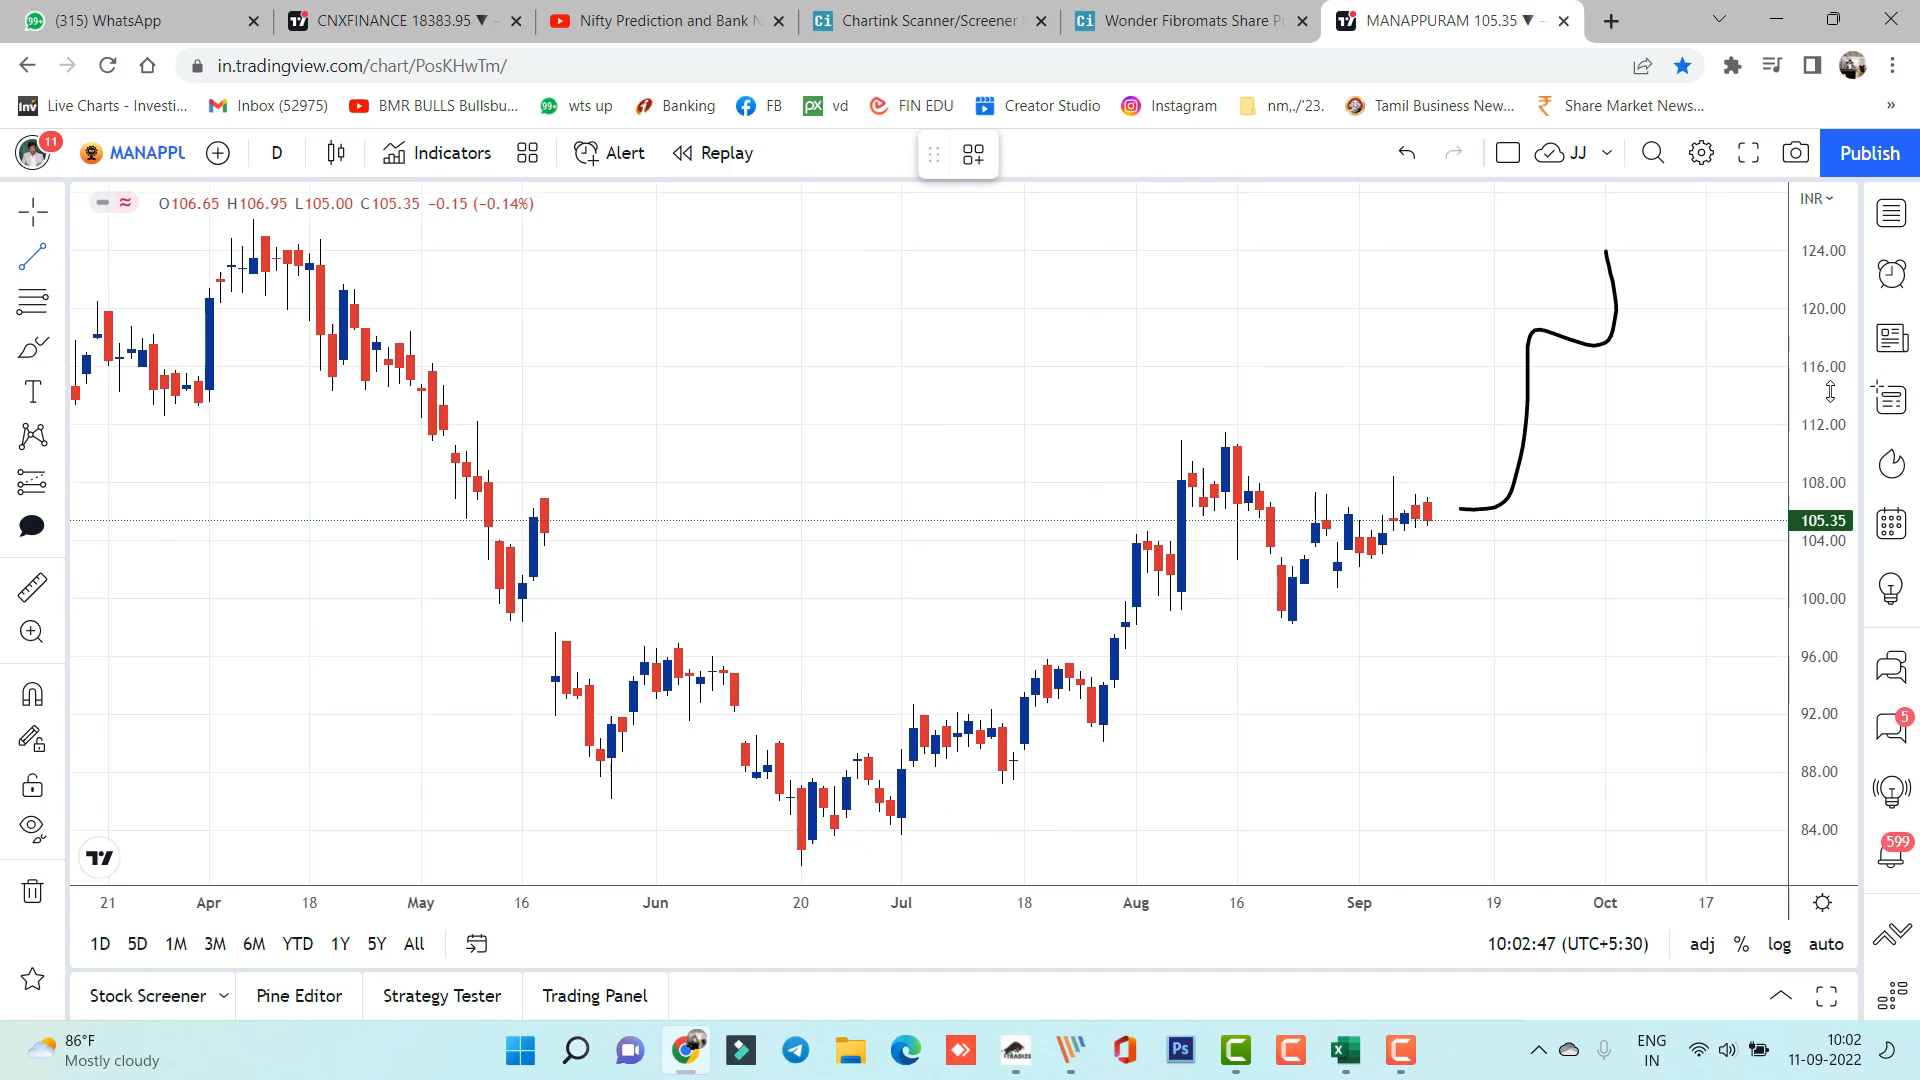 (315) WhatsApp
CNXFINANCE 18383.95 ▼
Nifty Prediction and Bank N
Chartink Scanner/Screener
Wonder Fibromats Share P
MANAPPURAM 105.35 ▼
in.tradingview.com/chart/PosKHwTm/
Inv Live Charts - Investi...
Inbox (52975)
BMR BULLS Bullsbu...
99+ wts up
Banking
FB
px vd
FIN EDU
Creator Studio
Instagram
nm,,/'23.
Tamil Business New...
Share Market News...
11
MANAPPU
D
Indicators
Alert
Replay
JJ
Publish
O106.65 H106.95 L105.00 C105.35 −0.15 (−0.14%)
INR
124.00
120.00
116.00
112.00
108.00
105.35
104.00
100.00
96.00
92.00
88.00
84.00
5
599
21 Apr 18 May 16 Jun 20 Jul 18 Aug 16 Sep 19 Oct 17
1D 5D 1M 3M 6M YTD 1Y 5Y All
10:02:47 (UTC+5:30)
adj % log auto
Stock Screener
Pine Editor
Strategy Tester
Trading Panel
86°F
Mostly cloudy
Ps
ENG
IN
10:02
11-09-2022